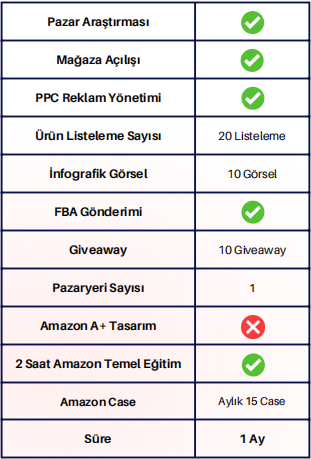 Pazar Araştırması
Mağaza Açılışı
PPC Reklam Yönetimi
Ürün Listeleme Sayısı 20 Listeleme
İnfografik Görsel 10 Görsel
FBA Gönderimi
Giveaway 10 Giveaway
Pazaryeri Sayısı 1
Amazon A+ Tasarım
2 Saat Amazon Temel Eğitim
Amazon Case Aylık 15 Case
Süre 1 Ay